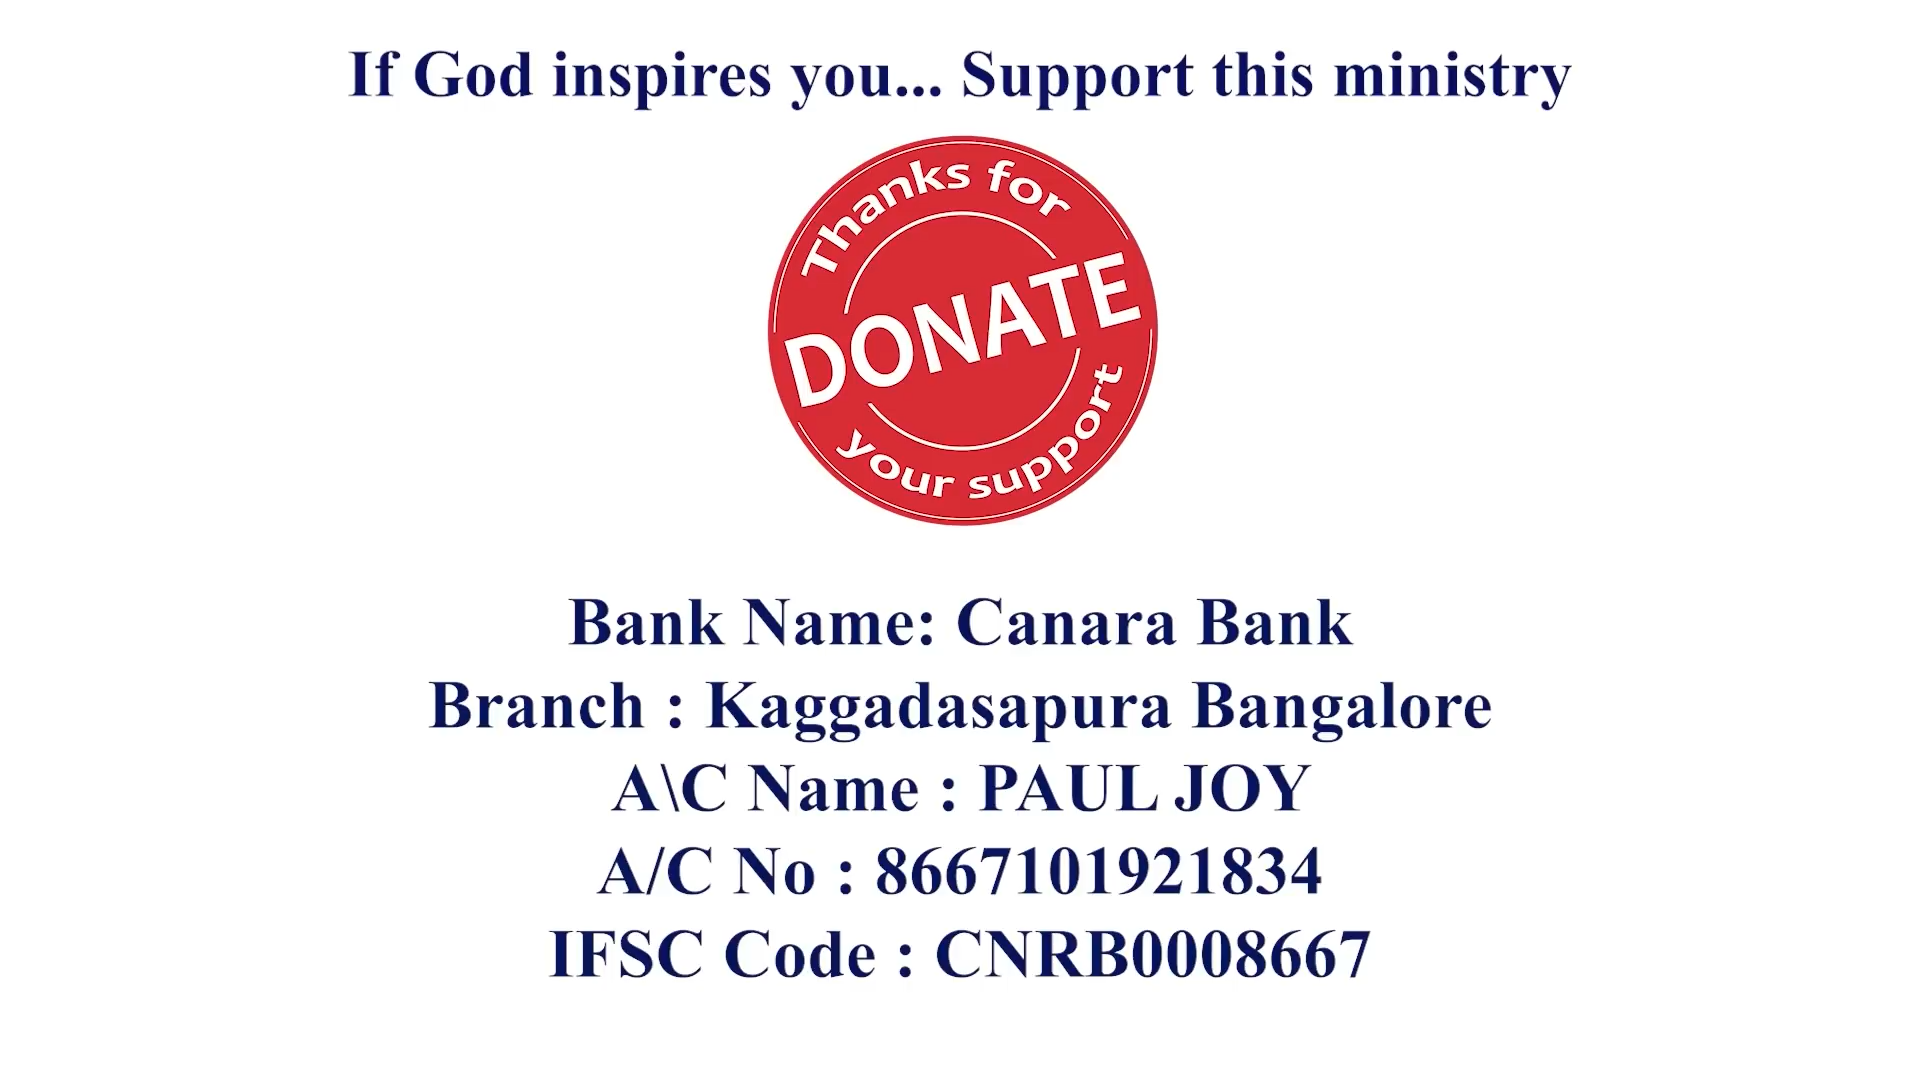 If God inspires you... Support this ministry
Thanks for
DONATE
your support
Bank Name: Canara Bank
Branch : Kaggadasapura Bangalore
A\C Name : PAUL JOY
A/C No : 8667101921834
IFSC Code : CNRB0008667